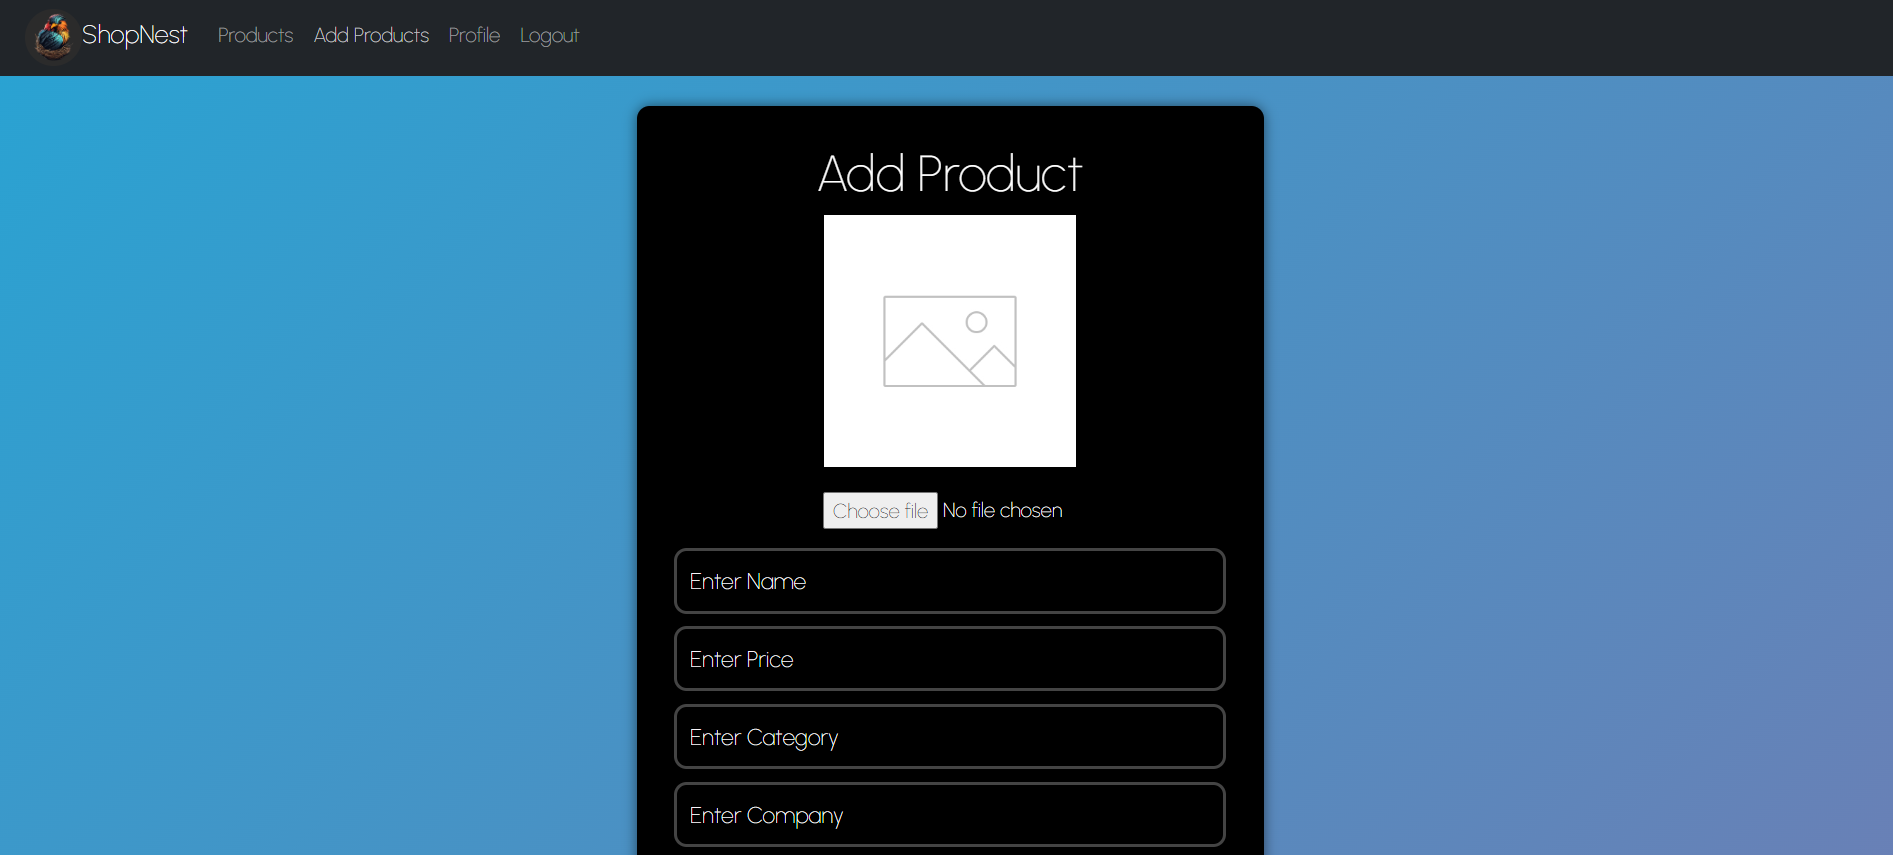 ShopNest Products Add Products Profile Logout
Add Product
Choose file No file chosen
Enter Name
Enter Price
Enter Category
Enter Company